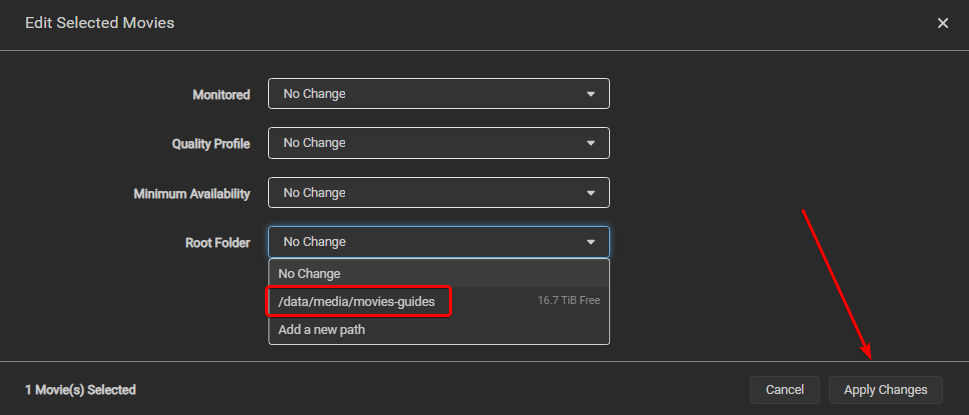 Edit Selected Movies
Monitored No Change
Quality Profile No Change
Minimum Availability No Change
Root Folder No Change
No Change
/data/media/movies-guides 16.7 TiB Free
Add a new path
1 Movie(s) Selected Cancel Apply Changes